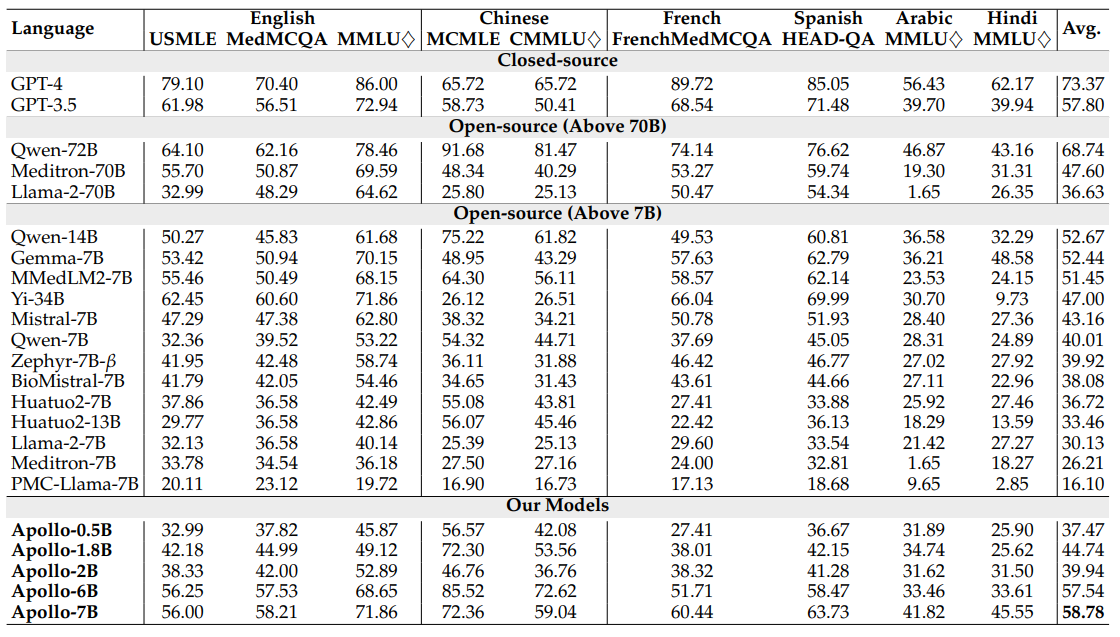 Language English Chinese French Spanish Arabic Hindi Avg.
USMLE MedMCQA MMLU♢ MCMLE CMMLU♢ FrenchMedMCQA HEAD-QA MMLU♢ MMLU♢
Closed-source
GPT-4 79.10 70.40 86.00 65.72 65.72 89.72 85.05 56.43 62.17 73.37
GPT-3.5 61.98 56.51 72.94 58.73 50.41 68.54 71.48 39.70 39.94 57.80
Open-source (Above 70B)
Qwen-72B 64.10 62.16 78.46 91.68 81.47 74.14 76.62 46.87 43.16 68.74
Meditron-70B 55.70 50.87 69.59 48.34 40.29 53.27 59.74 19.30 31.31 47.60
Llama-2-70B 32.99 48.29 64.62 25.80 25.13 50.47 54.34 1.65 26.35 36.63
Open-source (Above 7B)
Qwen-14B 50.27 45.83 61.68 75.22 61.82 49.53 60.81 36.58 32.29 52.67
Gemma-7B 53.42 50.94 70.15 48.95 43.29 57.63 62.79 36.21 48.58 52.44
MMedLM2-7B 55.46 50.49 68.15 64.30 56.11 58.57 62.14 23.53 24.15 51.45
Yi-34B 62.45 60.60 71.86 26.12 26.51 66.04 69.99 30.70 9.73 47.00
Mistral-7B 47.29 47.38 62.80 38.32 34.21 50.78 51.93 28.40 27.36 43.16
Qwen-7B 32.36 39.52 53.22 54.32 44.71 37.69 45.05 28.31 24.89 40.01
Zephyr-7B-β 41.95 42.48 58.74 36.11 31.88 46.42 46.77 27.02 27.92 39.92
BioMistral-7B 41.79 42.05 54.46 34.65 31.43 43.61 44.66 27.11 22.96 38.08
Huatuo2-7B 37.86 36.58 42.49 55.08 43.81 27.41 33.88 25.92 27.46 36.72
Huatuo2-13B 29.77 36.58 42.86 56.07 45.46 22.42 36.13 18.29 13.59 33.46
Llama-2-7B 32.13 36.58 40.14 25.39 25.13 29.60 33.54 21.42 27.27 30.13
Meditron-7B 33.78 34.54 36.18 27.50 27.16 24.00 32.81 1.65 18.27 26.21
PMC-Llama-7B 20.11 23.12 19.72 16.90 16.73 17.13 18.68 9.65 2.85 16.10
Our Models
Apollo-0.5B 32.99 37.82 45.87 56.57 42.08 27.41 36.67 31.89 25.90 37.47
Apollo-1.8B 42.18 44.99 49.12 72.30 53.56 38.01 42.15 34.74 25.62 44.74
Apollo-2B 38.33 42.00 52.89 46.76 36.76 38.32 41.28 31.62 31.50 39.94
Apollo-6B 56.25 57.53 68.65 85.52 72.62 51.71 58.47 33.46 33.61 57.54
Apollo-7B 56.00 58.21 71.86 72.36 59.04 60.44 63.73 41.82 45.55 58.78